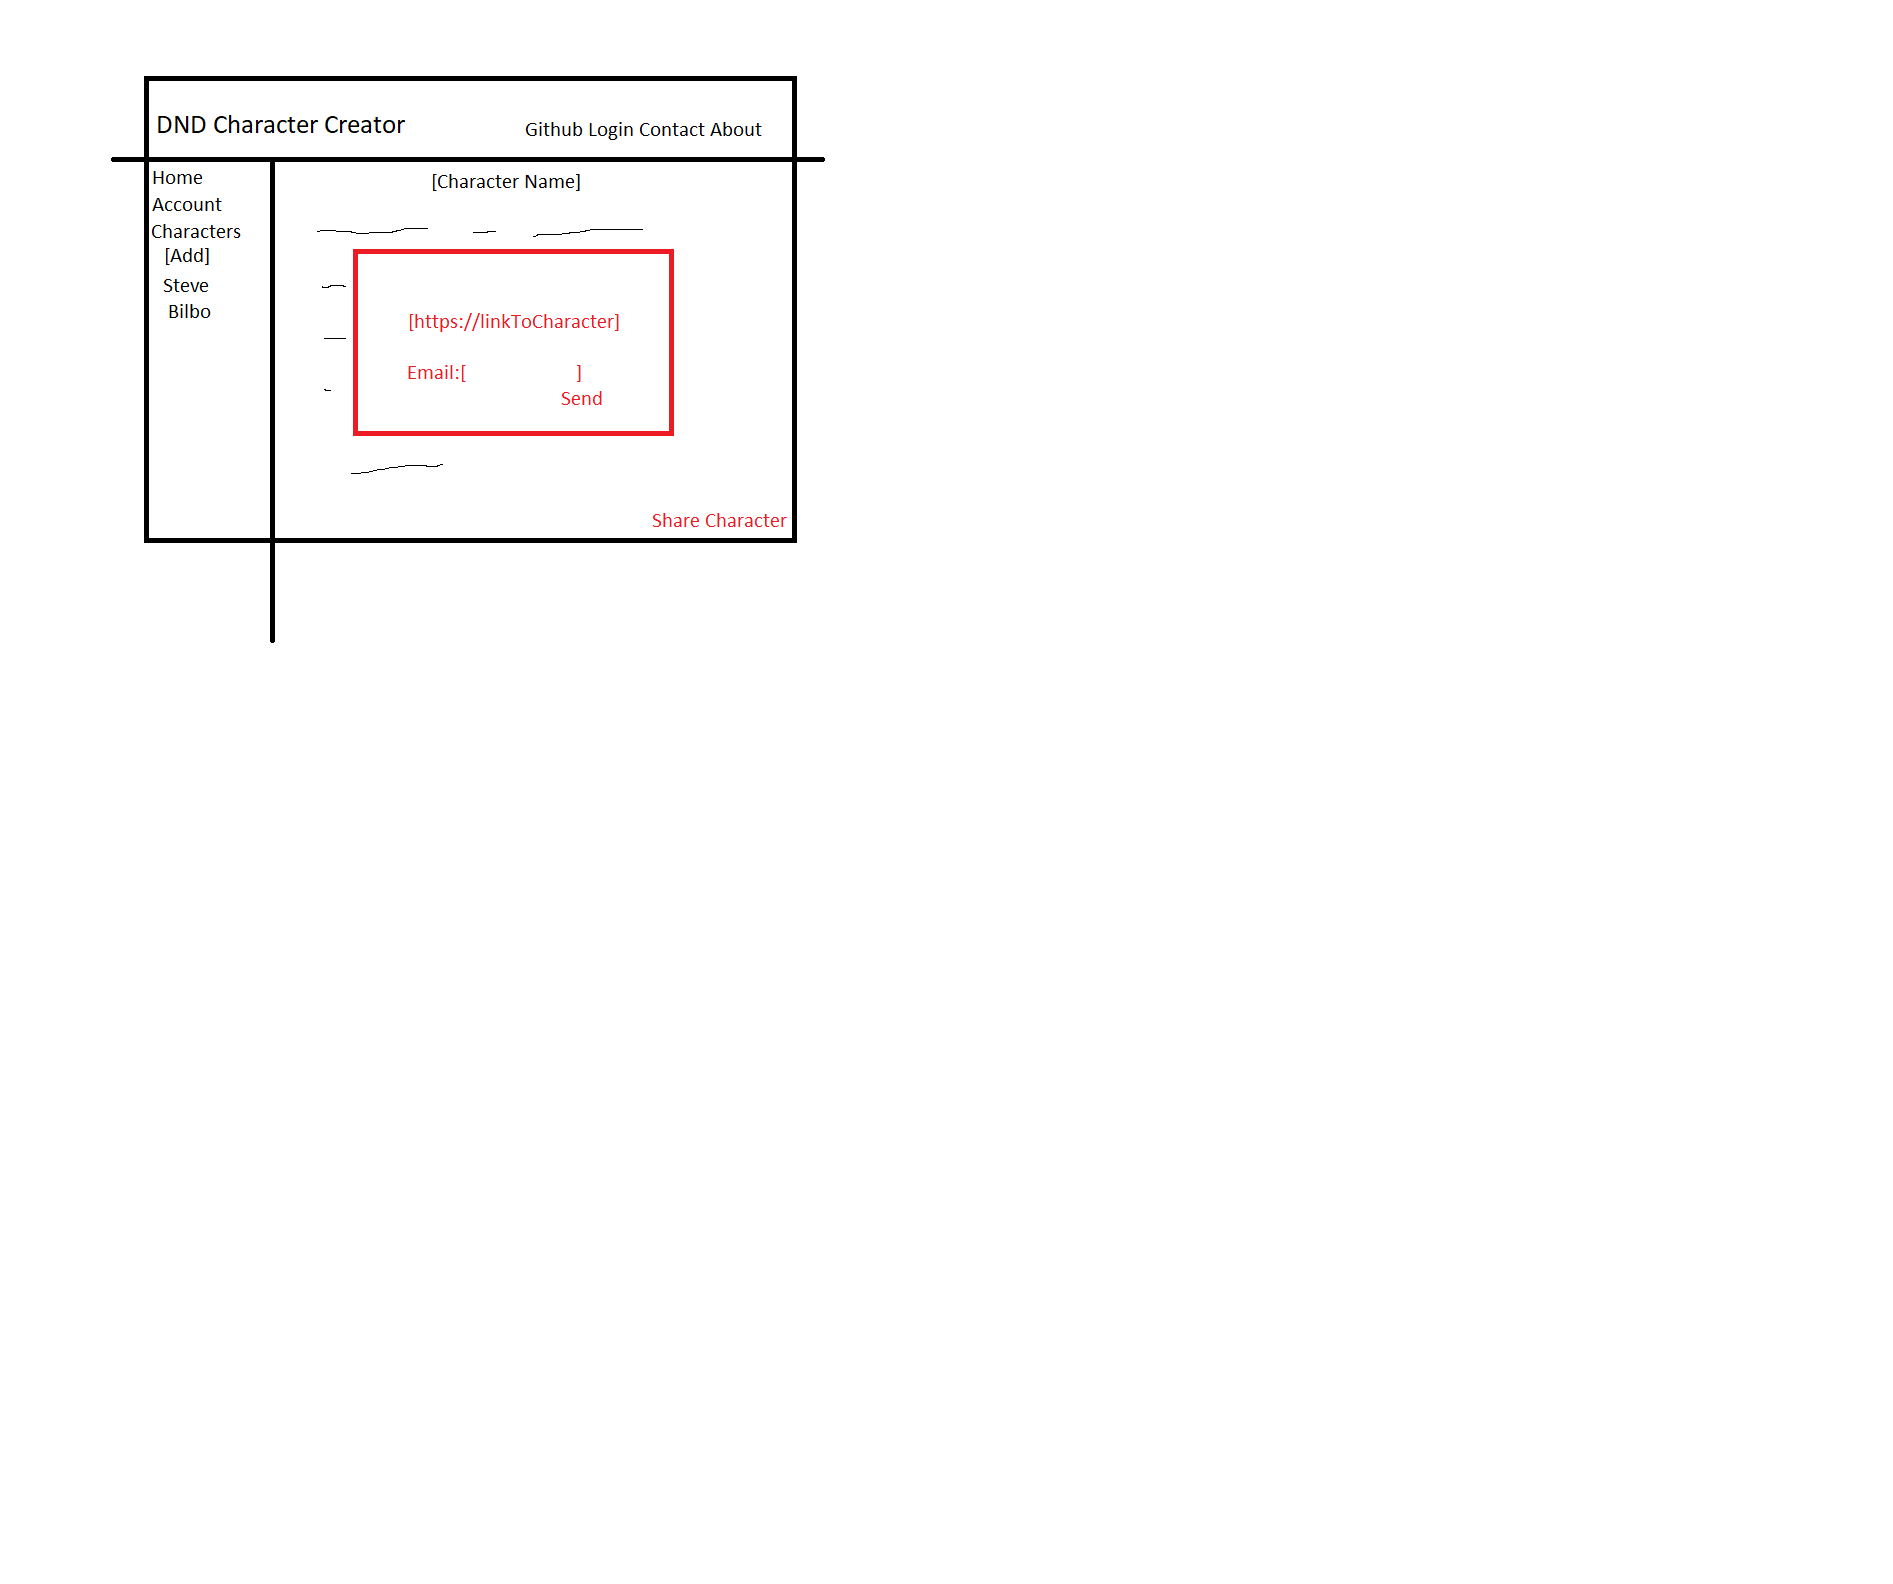 DND Character Creator
Github Login Contact About
Home
Account
Characters
[Add]
Steve
Bilbo
[Character Name]
[https://linkToCharacter]
Email:[ ]
Send
Share Character